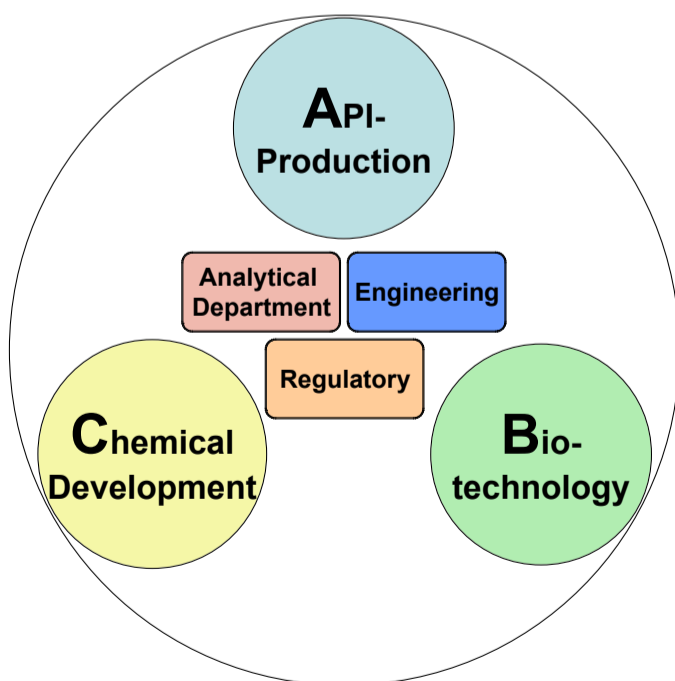 API-
Production
Analytical
Department
Engineering
Regulatory
Chemical
Development
Bio-
technology